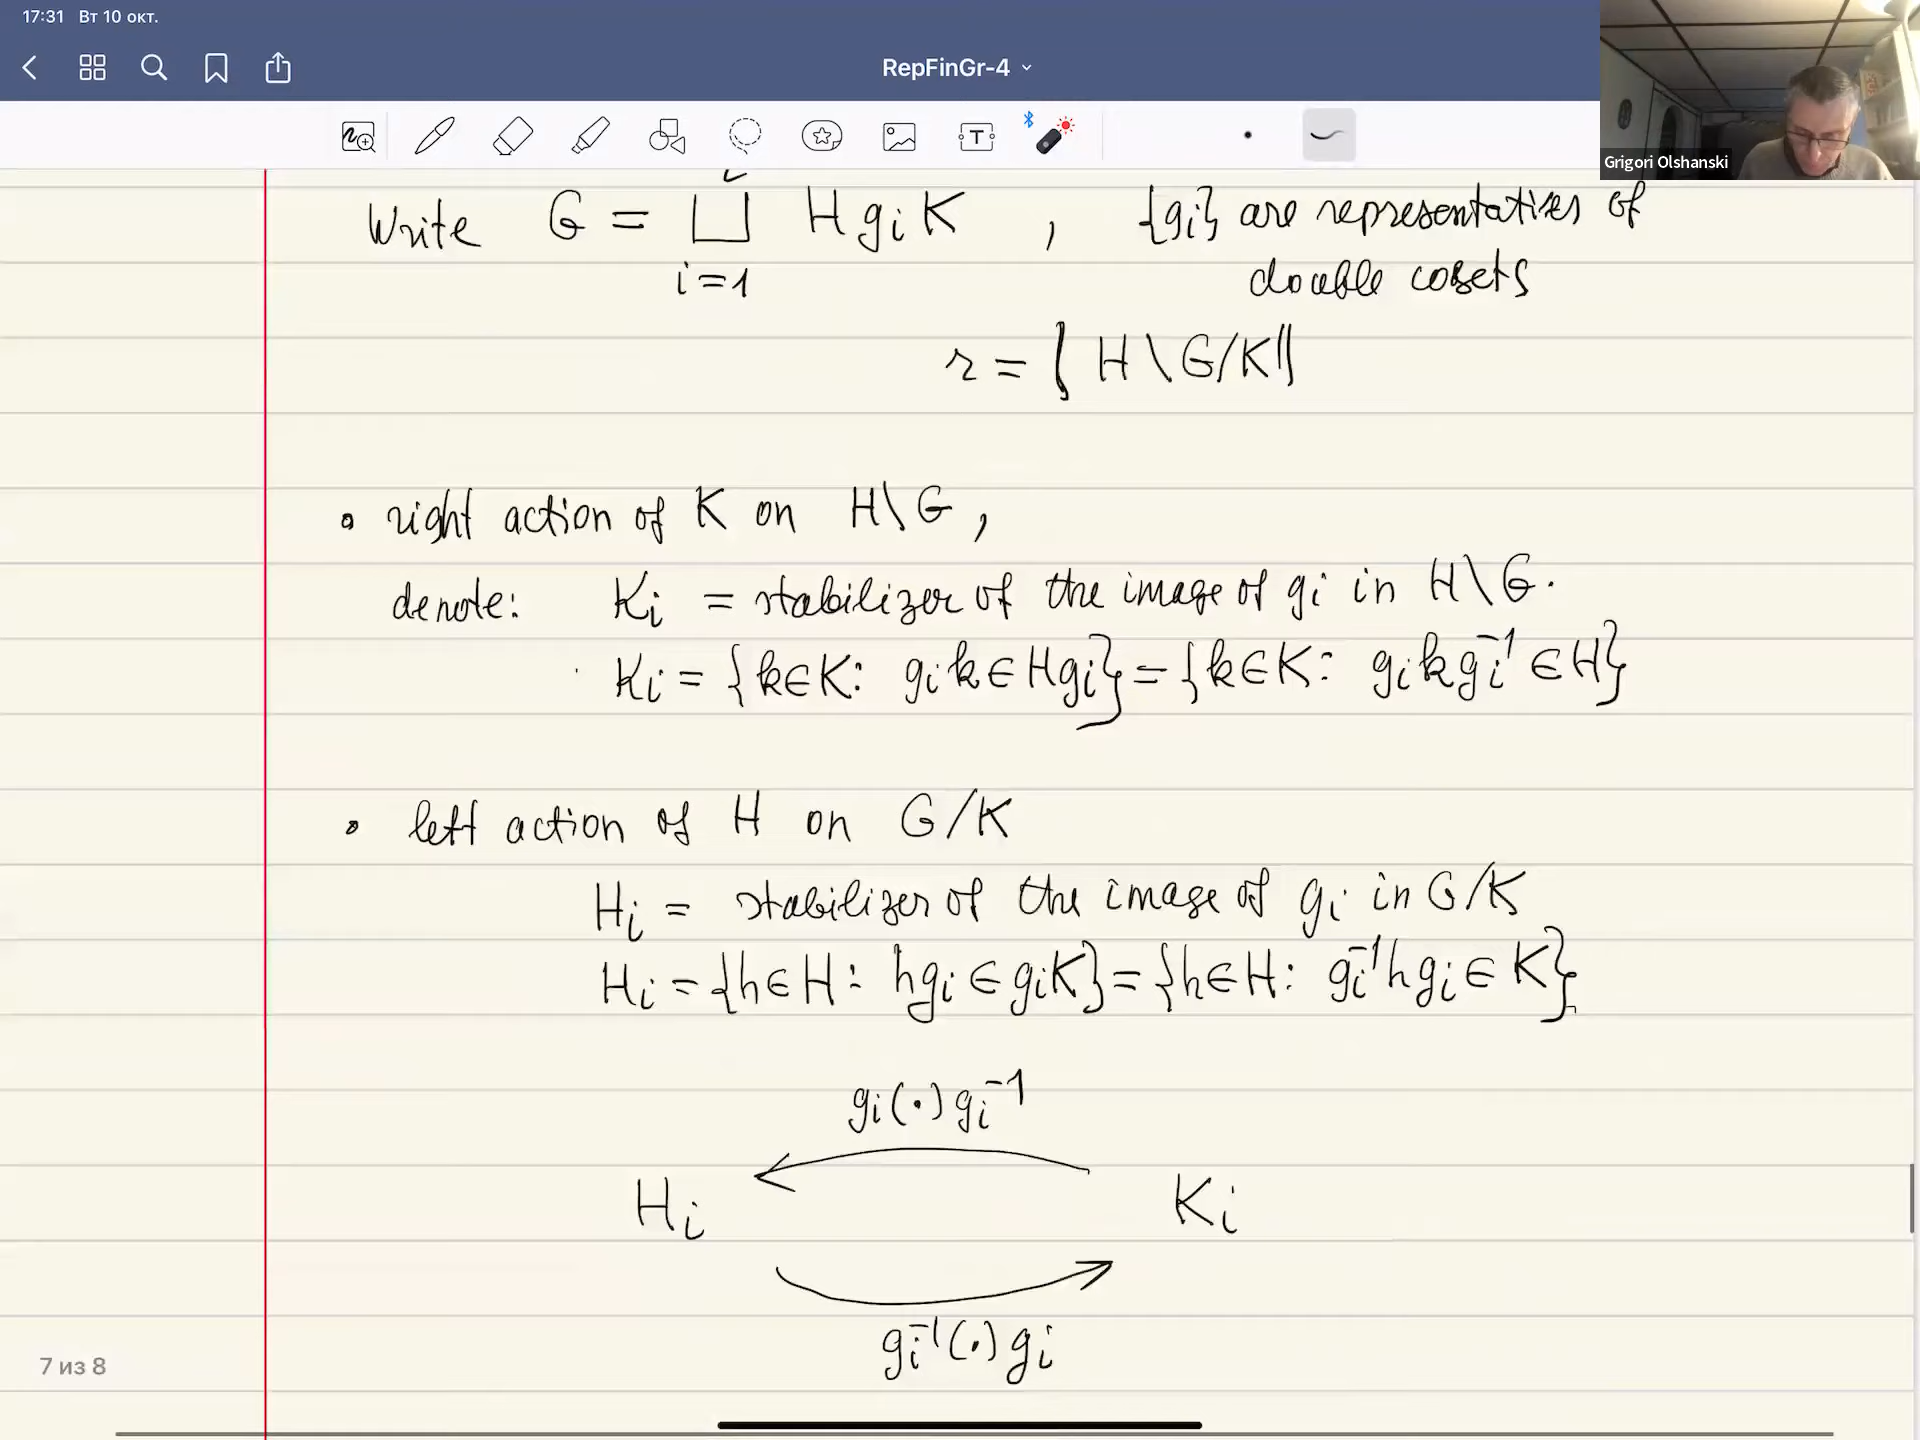 17:31 Вт 10 окт.
RepFinGr-4
Grigori Olshanski
Write G = ⊔ H gᵢ K , {gᵢ} are representatives of
i=1
double cosets
r = | H \ G/K |
• right action of K on H\G ,
denote: Kᵢ = stabilizer of the image of gᵢ in H\G.
Kᵢ = {k∈K: gᵢk∈Hgᵢ} = {k∈K: gᵢkgᵢ⁻¹ ∈H}
• left action of H on G/K
Hᵢ = stabilizer of the image of gᵢ in G/K
Hᵢ = {h∈H: hgᵢ ∈ gᵢK} = {h∈H: gᵢ⁻¹hgᵢ ∈ K}
gᵢ(·)gᵢ⁻¹
Hᵢ Kᵢ
gᵢ⁻¹(·)gᵢ
7 из 8